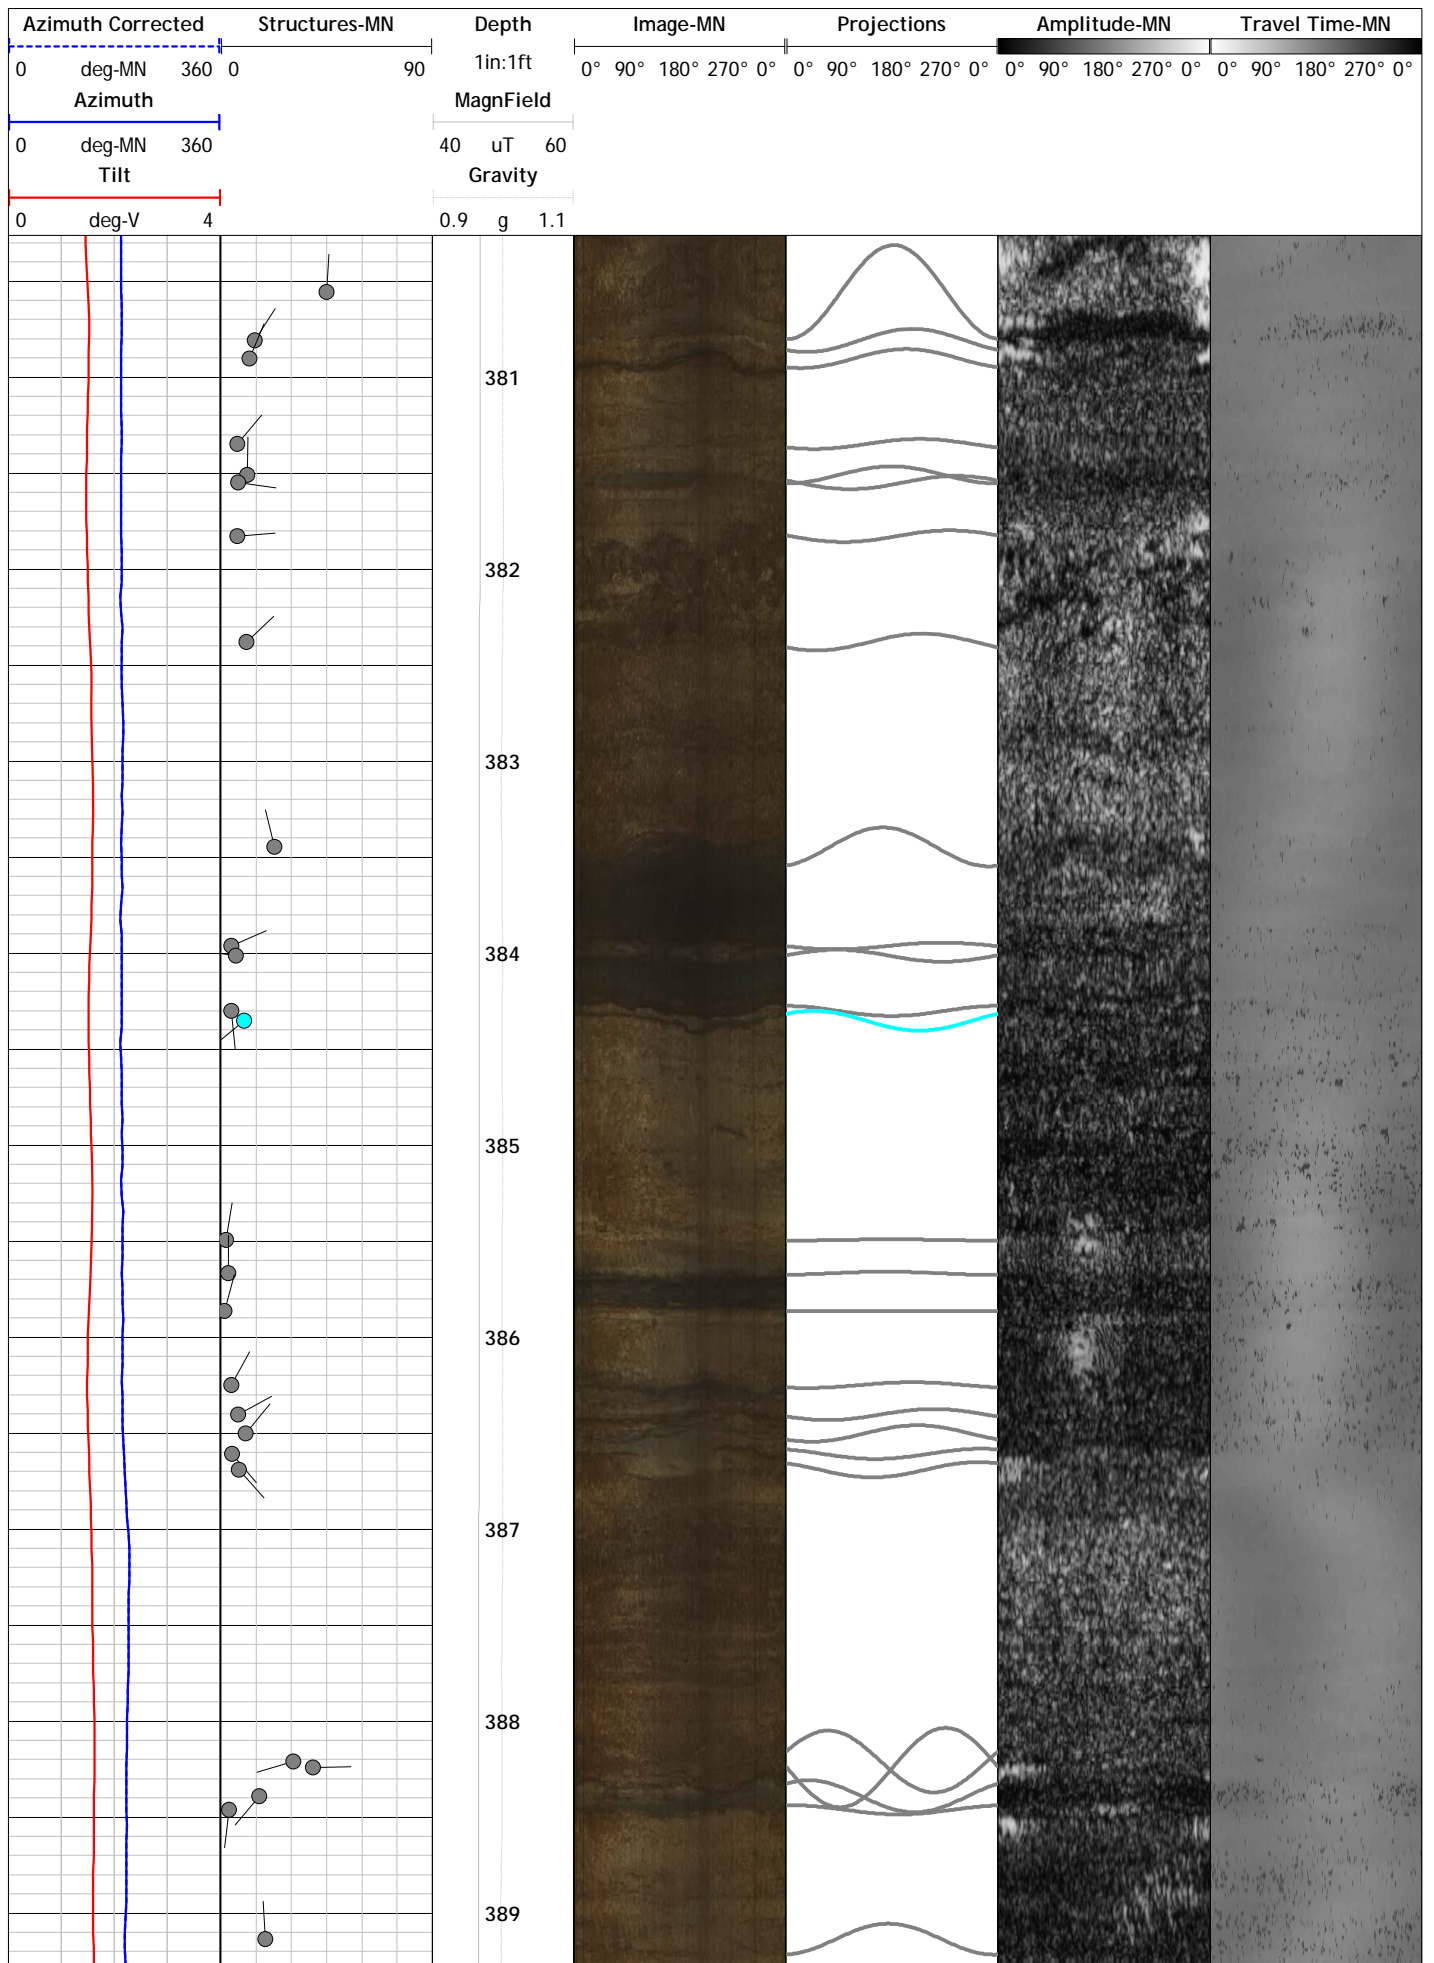 Azimuth Corrected Structures-MN Depth Image-MN Projections Amplitude-MN Travel Time-MN
0 deg-MN 360 0 90 1in:1ft 0° 90° 180° 270° 0° 0° 90° 180° 270° 0° 0° 90° 180° 270° 0° 0° 90° 180° 270° 0°
Azimuth MagnField
0 deg-MN 360 40 uT 60
Tilt Gravity
0 deg-V 4 0.9 g 1.1
381
382
383
384
385
386
387
388
389